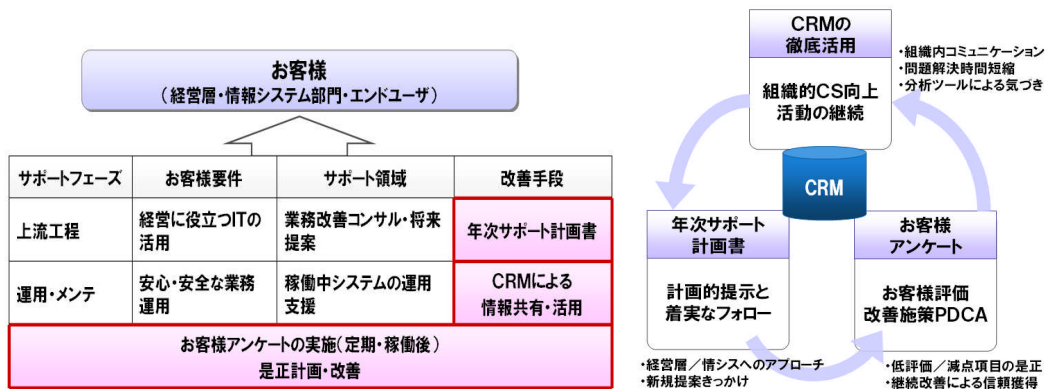 お客様
（経営層・情報システム部門・エンドユーザ）
サポートフェーズ
お客様要件
サポート領域
改善手段
上流工程
経営に役立つITの
活用
業務改善コンサル・将来
提案
年次サポート計画書
運用・メンテ
安心・安全な業務
運用
稼働中システムの運用
支援
CRMによる
情報共有・活用
お客様アンケートの実施（定期・稼働後）
是正計画・改善
CRMの
徹底活用
組織的CS向上
活動の継続
・組織内コミュニケーション
・問題解決時間短縮
・分析ツールによる気づき
CRM
年次サポート
計画書
計画的提示と
着実なフォロー
・経営層／情シスへのアプローチ
・新規提案きっかけ
お客様
アンケート
お客様評価
改善施策PDCA
・低評価／減点項目の是正
・継続改善による信頼獲得